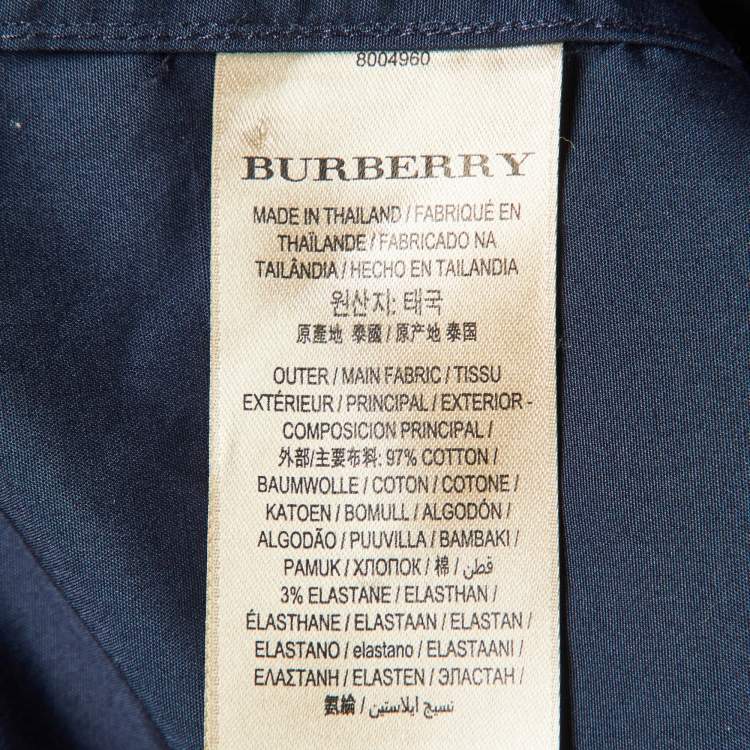 8004960
BURBERRY
MADE IN THAILAND / FABRIQUÉ EN
THAÏLANDE / FABRICADO NA
TAILÂNDIA / HECHO EN TAILANDIA
원산지: 태국
原產地 泰國 / 原产地 泰国
OUTER / MAIN FABRIC / TISSU
EXTÉRIEUR / PRINCIPAL / EXTERIOR -
COMPOSICION PRINCIPAL /
外部/主要布料: 97% COTTON /
BAUMWOLLE / COTON / COTONE /
KATOEN / BOMULL / ALGODÓN /
ALGODÃO / PUUVILLA / BAMBAKI /
PAMUK / ХЛОПОК / 棉 / قطن /
3% ELASTANE / ELASTHAN /
ÉLASTHANE / ELASTAAN / ELASTAN /
ELASTANO / elastano / ELASTAANI /
ΕΛΑΣΤΑΝΗ / ELASTEN / ЭЛАСТАН /
氨綸 / نسيج ايلاستين /